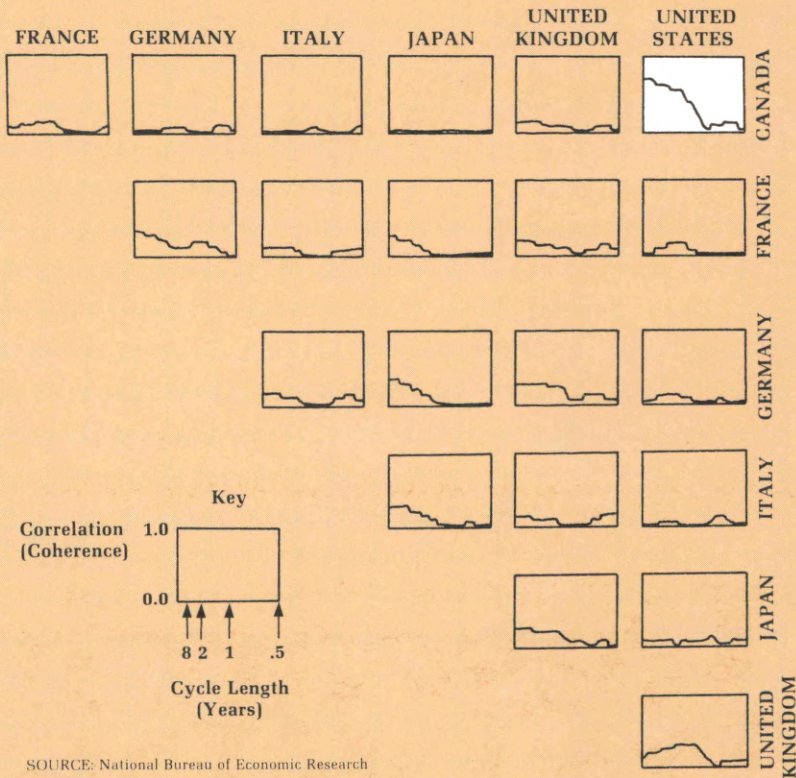 FRANCE GERMANY ITALY JAPAN UNITED KINGDOM UNITED STATES
CANADA
FRANCE
GERMANY
ITALY
JAPAN
UNITED KINGDOM
Key
Correlation (Coherence)
1.0
0.0
8 2 1 .5
Cycle Length
(Years)
SOURCE: National Bureau of Economic Research